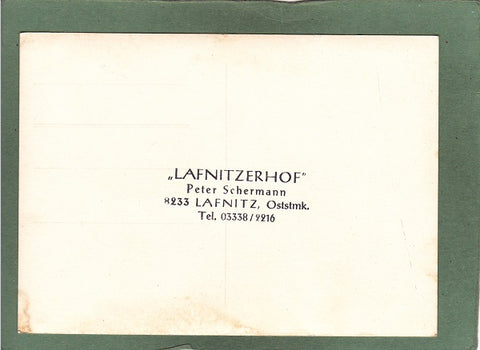 „LAFNITZERHOF"
Peter Schermann
8233 LAFNITZ, Oststmk.
Tel. 03338/2216